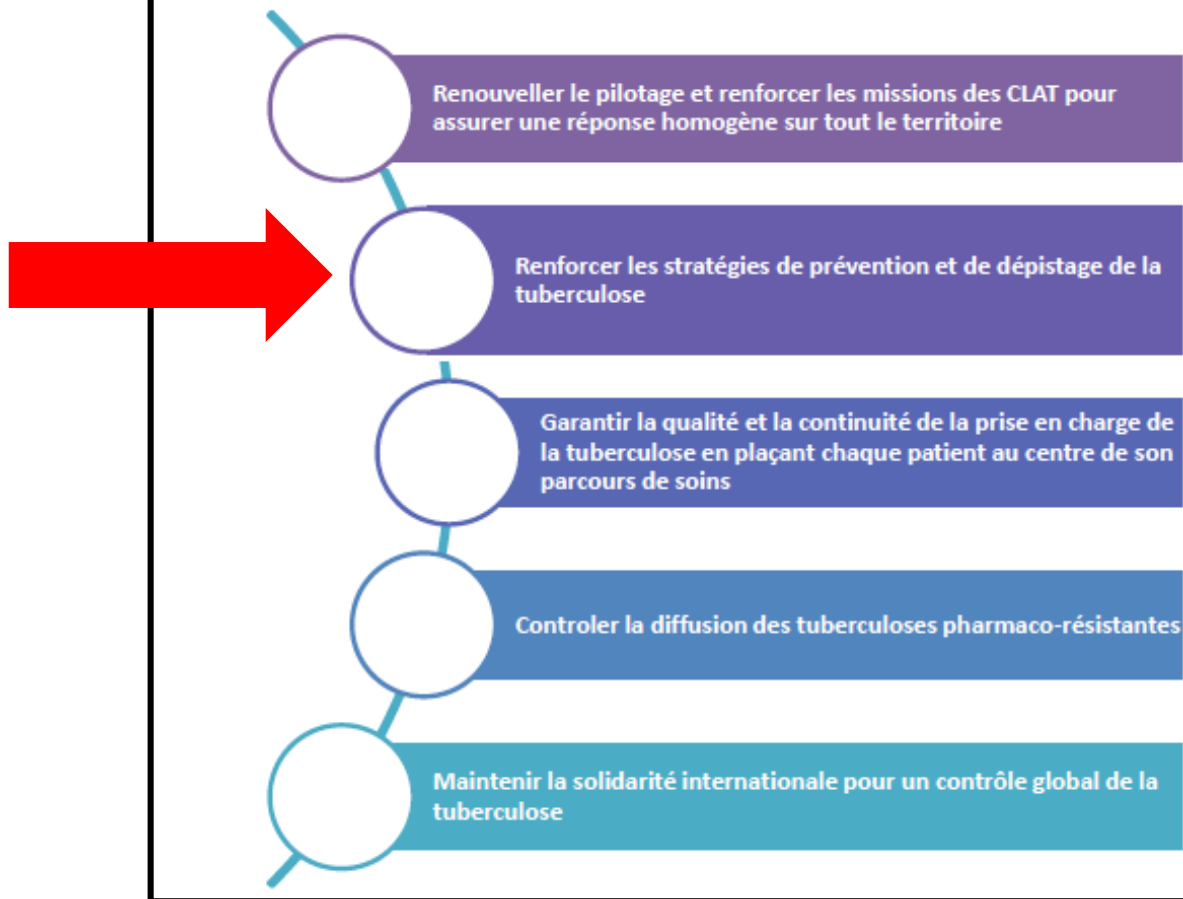 Renouveller le pilotage et renforcer les missions des CLAT pour
assurer une réponse homogène sur tout le territoire
Renforcer les stratégies de prévention et de dépistage de la
tuberculose
Garantir la qualité et la continuité de la prise en charge de
la tuberculose en plaçant chaque patient au centre de son
parcours de soins
Controler la diffusion des tuberculoses pharmaco-résistantes
Maintenir la solidarité internationale pour un contrôle global de la
tuberculose